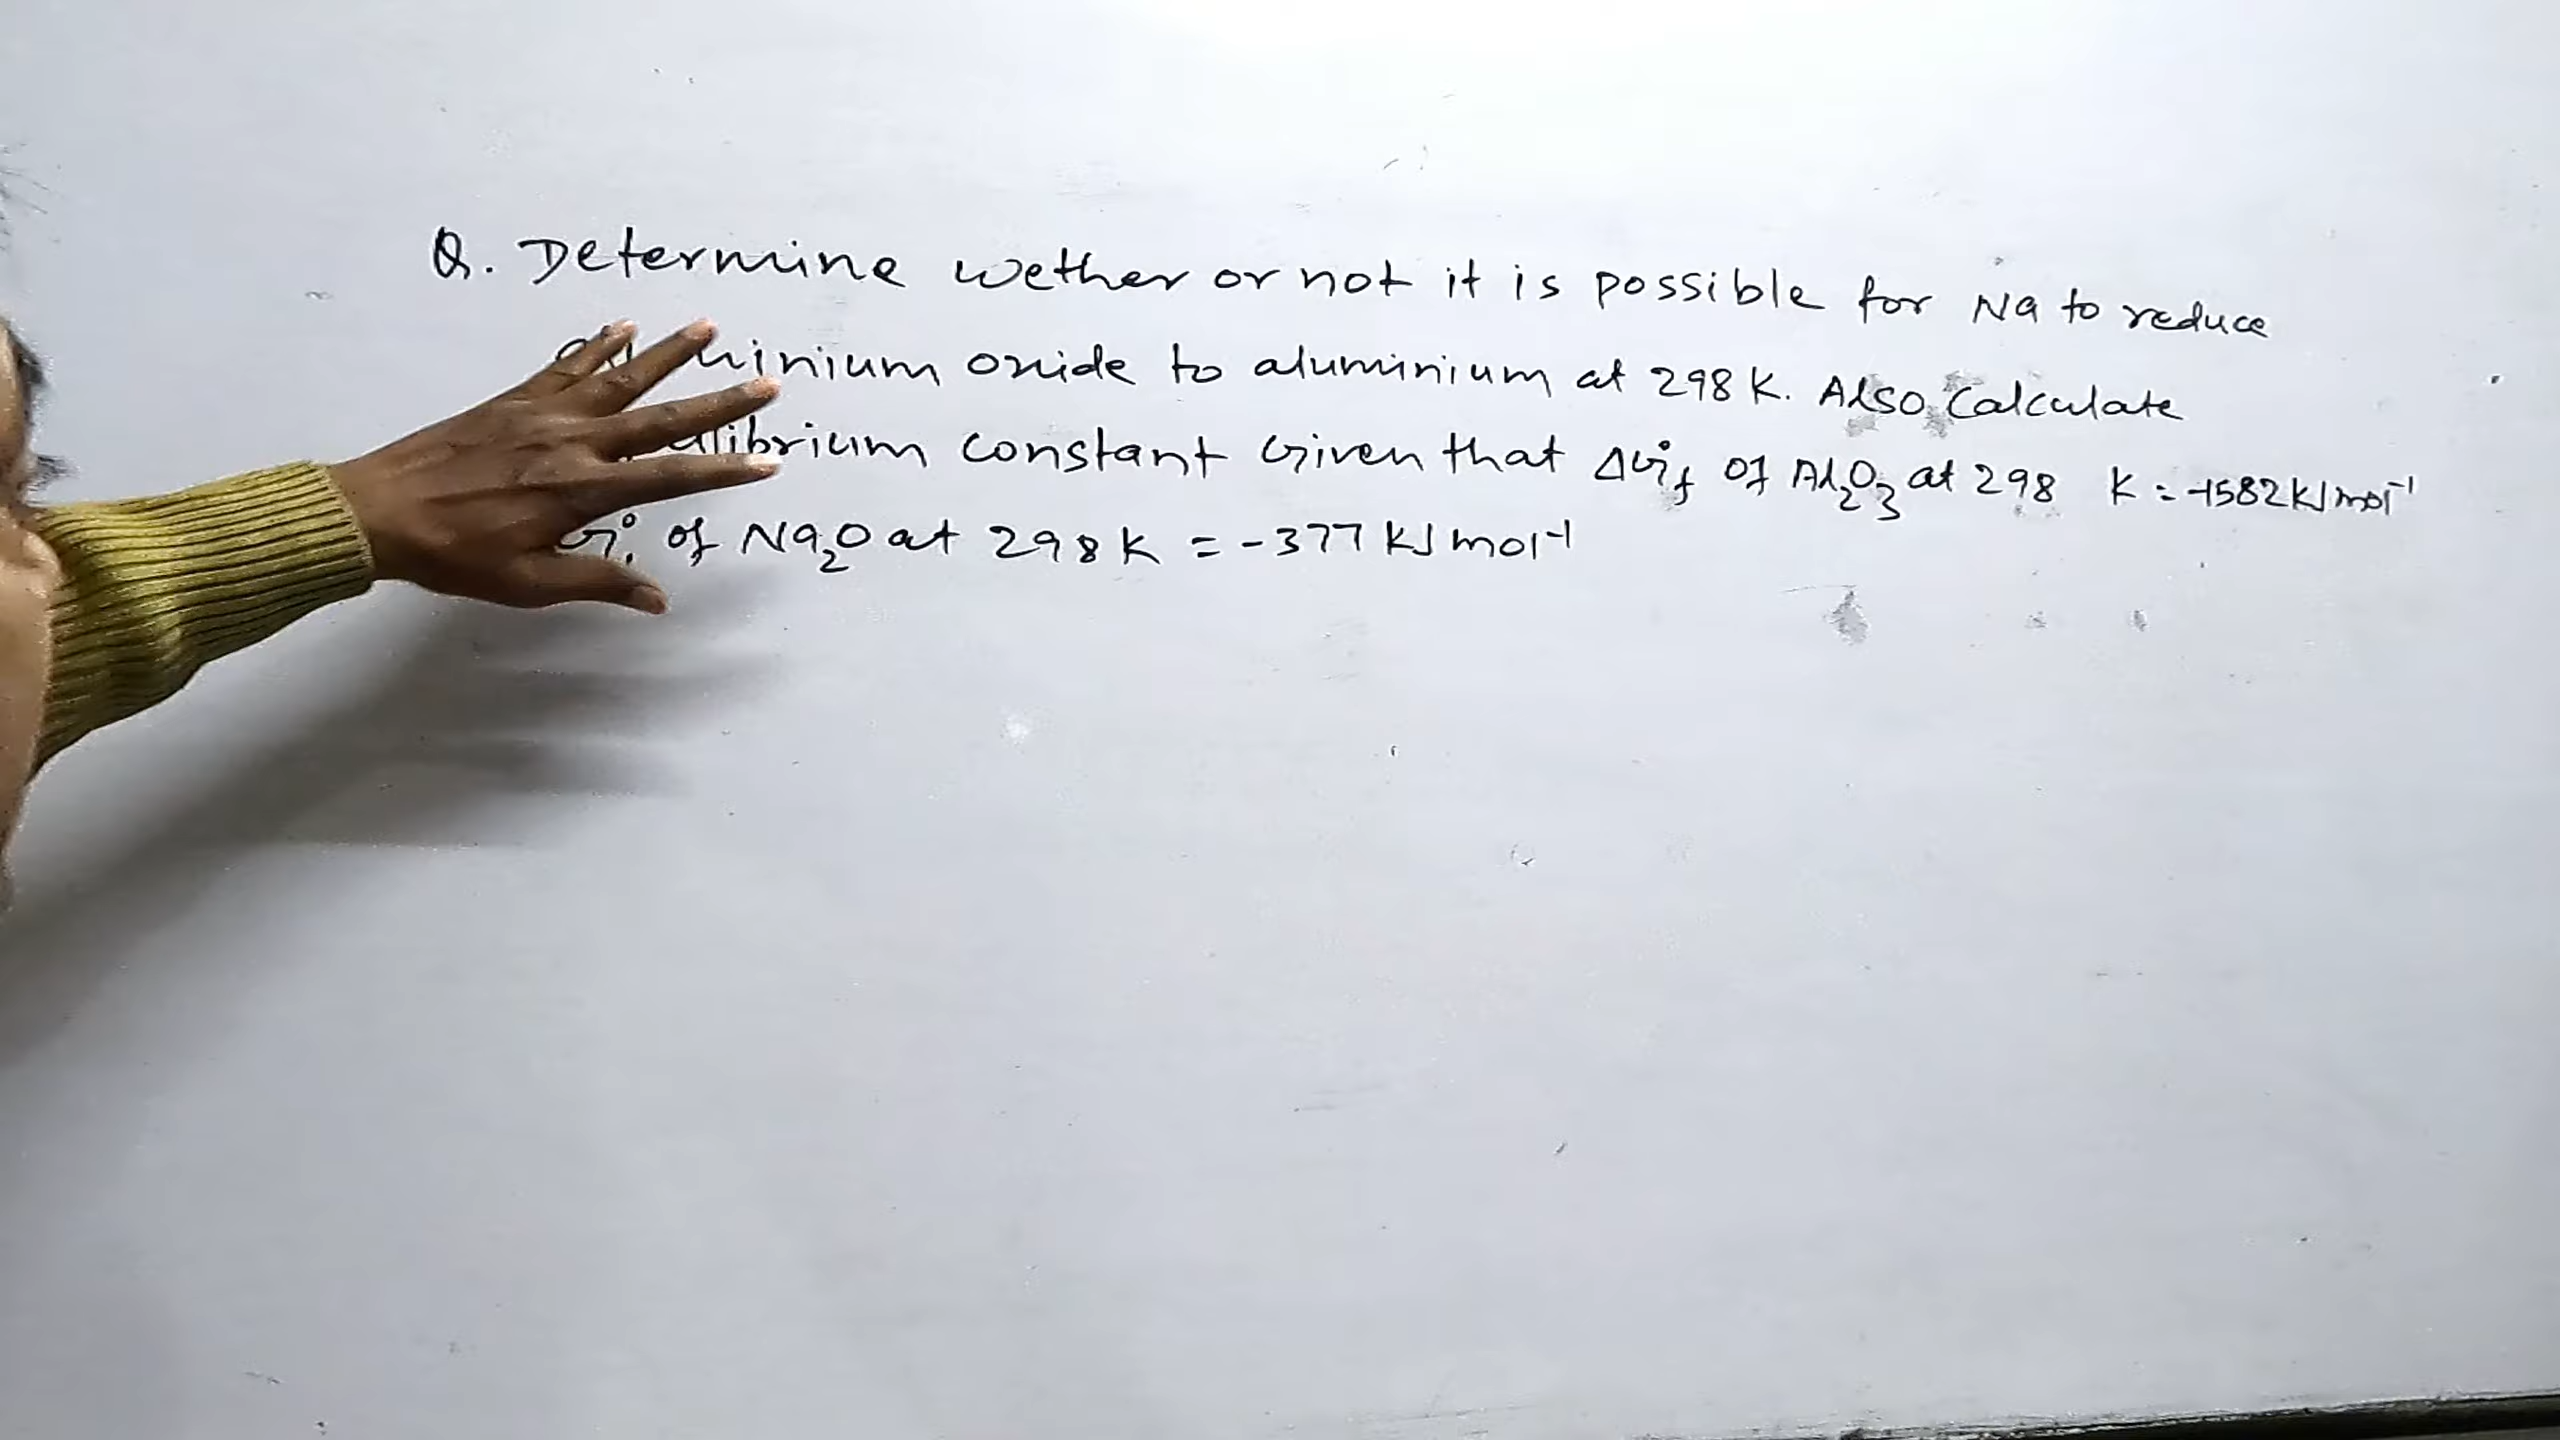 Q. Determine wether or not it is possible for Na to reduce
oxide to aluminium at 298 K. Also Calculate
constant Given that ΔG°f of Al2O3 at 298 K = -1582 KJ mol-1
of Na2O at 298 K = -377 KJ mol-1